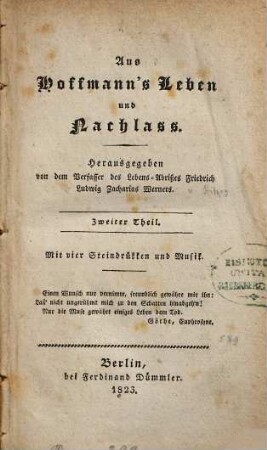 Aus
Hoffmann's Leben
und
Nachlass.
Herausgegeben
von dem Verfasser des Lebens-Abrißes Friedrich
Ludwig Zacharias Werners.
Zweiter Theil.
Mit vier Steindrükken und Musik.
Einen Wunsch nur vernimm, freundlich gewähre mir ihn:
Laß' nicht ungerühmt mich zu den Schatten hinabgehn!
Nur die Muse gewährt einiges Leben dem Tod.
Göthe, Euphrosyne.
Berlin,
bei Ferdinand Dümmler.
1823.